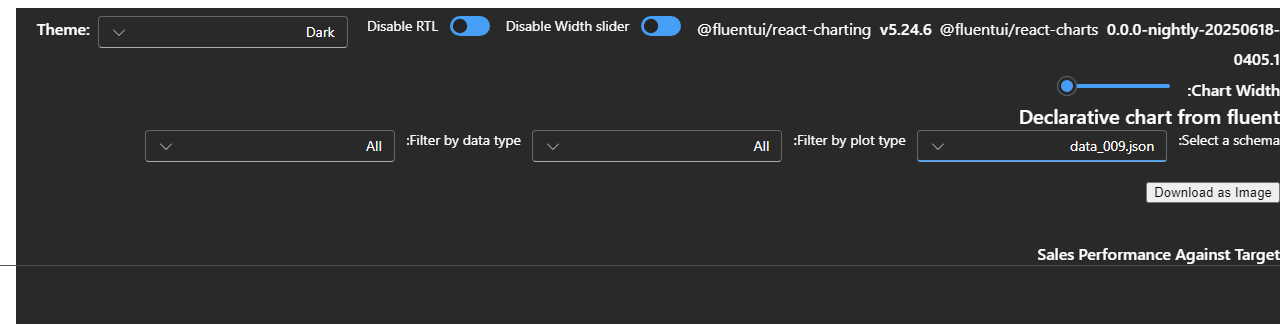 Theme: Dark Disable RTL Disable Width slider @fluentui/react-charting v5.24.6 @fluentui/react-charts 0.0.0-nightly-20250618-
0405.1
:Chart Width
Declarative chart from fluent
:Select a schema data_009.json :Filter by plot type All :Filter by data type All
Download as Image
Sales Performance Against Target